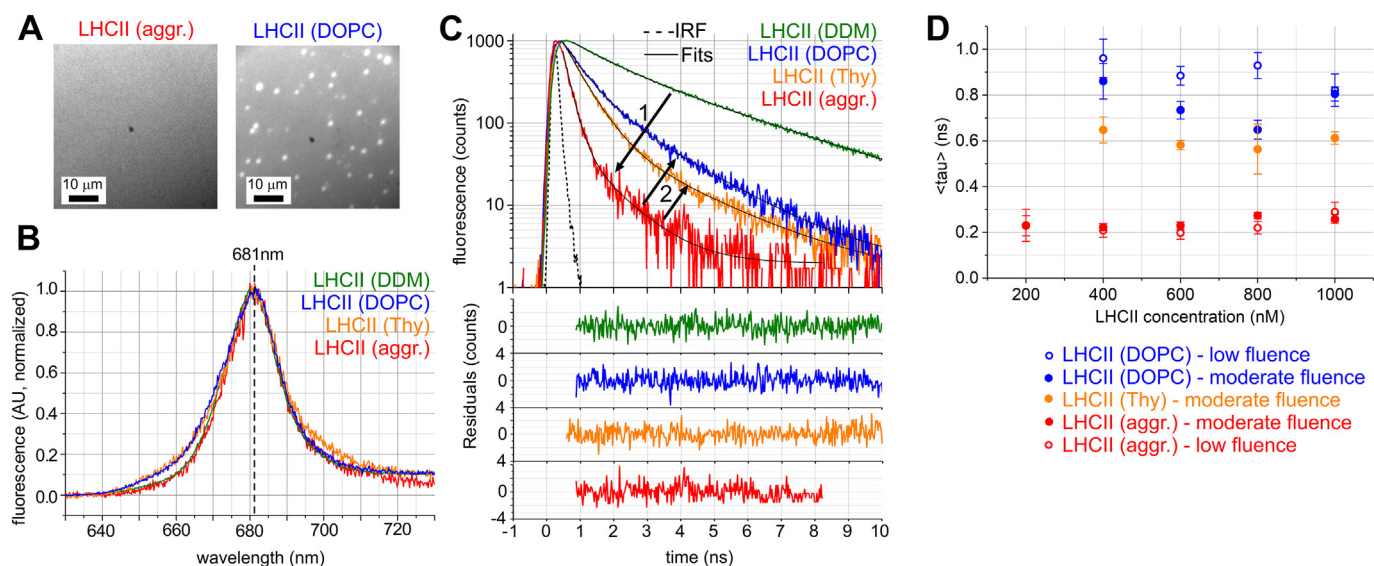 A
LHCII (aggr.)
LHCII (DOPC)
10 μm
10 μm
B
681nm
LHCII (DDM)
LHCII (DOPC)
LHCII (Thy)
LHCII (aggr.)
fluorescence (AU, normalized)
1.0
0.8
0.6
0.4
0.2
0.0
640
660
680
700
720
wavelength (nm)
C
IRF
Fits
LHCII (DDM)
LHCII (DOPC)
LHCII (Thy)
LHCII (aggr.)
1
2
fluorescence (counts)
1000
100
10
1
Residuals (counts)
0
4
0
4
0
4
0
-4
-1 0 1 2 3 4 5 6 7 8 9 10
time (ns)
D
<tau> (ns)
1.0
0.8
0.6
0.4
0.2
0.0
200 400 600 800 1000
LHCII concentration (nM)
LHCII (DOPC) - low fluence
LHCII (DOPC) - moderate fluence
LHCII (Thy) - moderate fluence
LHCII (aggr.) - moderate fluence
LHCII (aggr.) - low fluence